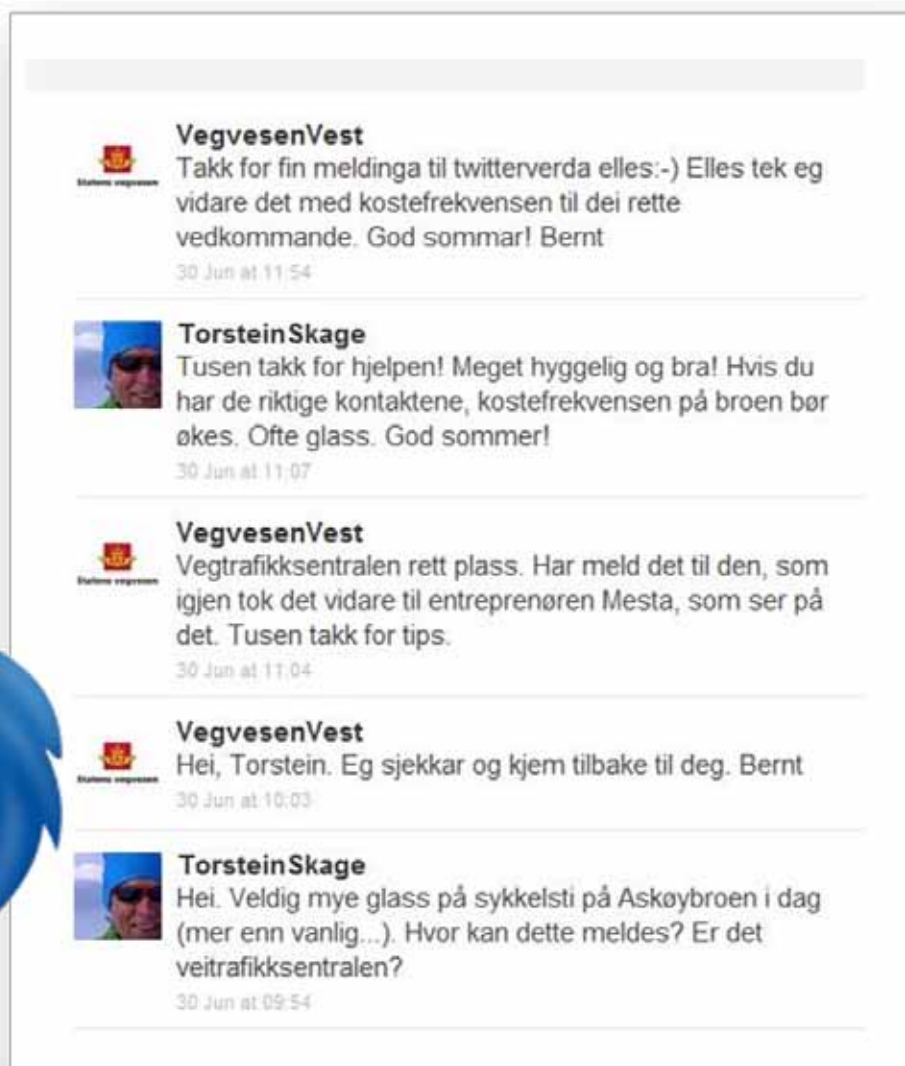 VegvesenVest
Takk for fin meldinga til twitterverda elles:-) Elles tek eg
vidare det med kostefrekvensen til dei rette
vedkommande. God sommar! Bernt
30 Jun at 11:54
Statens vegvesen
TorsteinSkage
Tusen takk for hjelpen! Meget hyggelig og bra! Hvis du
har de riktige kontaktene, kostefrekvensen på broen bør
økes. Ofte glass. God sommer!
30 Jun at 11:07
VegvesenVest
Vegtrafikksentralen rett plass. Har meld det til den, som
igjen tok det vidare til entreprenøren Mesta, som ser på
det. Tusen takk for tips.
30 Jun at 11:04
Statens vegvesen
VegvesenVest
Hei, Torstein. Eg sjekkar og kjem tilbake til deg. Bernt
30 Jun at 10:03
Statens vegvesen
TorsteinSkage
Hei. Veldig mye glass på sykkelsti på Askøybroen i dag
(mer enn vanlig...). Hvor kan dette meldes? Er det
veitrafikksentralen?
30 Jun at 09:54